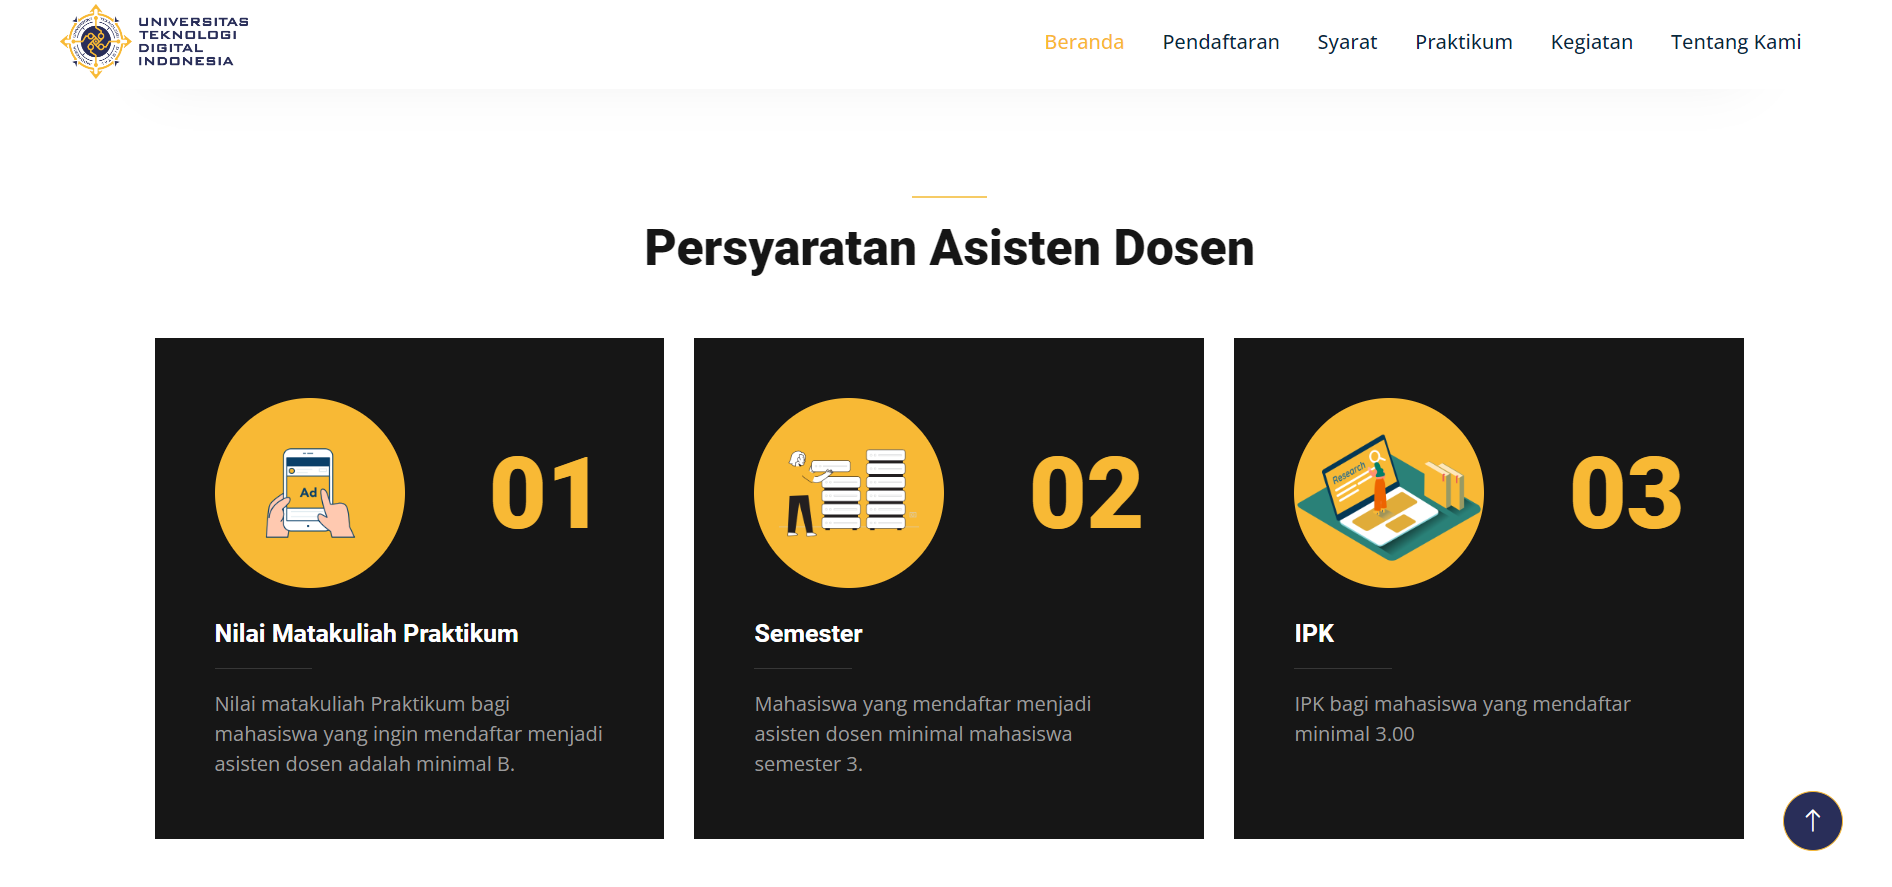 UNIVERSITAS
TEKNOLOGI
DIGITAL
INDONESIA
Beranda Pendaftaran Syarat Praktikum Kegiatan Tentang Kami
Persyaratan Asisten Dosen
Ad
01
Nilai Matakuliah Praktikum
Nilai matakuliah Praktikum bagi
mahasiswa yang ingin mendaftar menjadi
asisten dosen adalah minimal B.
02
Semester
Mahasiswa yang mendaftar menjadi
asisten dosen minimal mahasiswa
semester 3.
Research
03
IPK
IPK bagi mahasiswa yang mendaftar
minimal 3.00